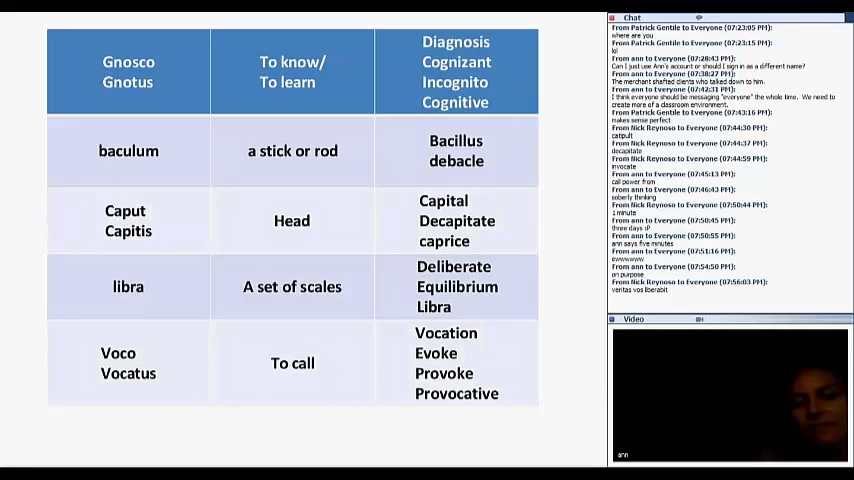 Gnosco
Gnotus
To know/
To learn
Diagnosis
Cognizant
Incognito
Cognitive
baculum
a stick or rod
Bacillus
debacle
Caput
Capitis
Head
Capital
Decapitate
caprice
libra
A set of scales
Deliberate
Equilibrium
Libra
Voco
Vocatus
To call
Vocation
Evoke
Provoke
Provocative
Chat
From Patrick Gentile to Everyone (07:23:05 PM):
where are you
From Patrick Gentile to Everyone (07:23:15 PM):
lol
From ann to Everyone (07:28:43 PM):
Can I just use Ann's account or should I sign in as a different name?
From ann to Everyone (07:38:27 PM):
The merchant shafted clients who talked down to him.
From ann to Everyone (07:42:31 PM):
I think everyone should be messaging "everyone" the whole time. We need to
create more of a classroom environment.
From Patrick Gentile to Everyone (07:43:16 PM):
makes sense perfect
From Nick Reynoso to Everyone (07:44:30 PM):
catipult
From Nick Reynoso to Everyone (07:44:37 PM):
decapitate
From Nick Reynoso to Everyone (07:44:59 PM):
invocate
From ann to Everyone (07:45:13 PM):
call power from
From ann to Everyone (07:46:43 PM):
soberly thinking
From Nick Reynoso to Everyone (07:50:44 PM):
1 minute
From ann to Everyone (07:50:45 PM):
three days :P
From ann to Everyone (07:50:55 PM):
ann says five minutes
From ann to Everyone (07:51:16 PM):
ewwwwww
From ann to Everyone (07:54:50 PM):
on purpose
From Nick Reynoso to Everyone (07:56:03 PM):
veritas vos liberabit
Video
ann